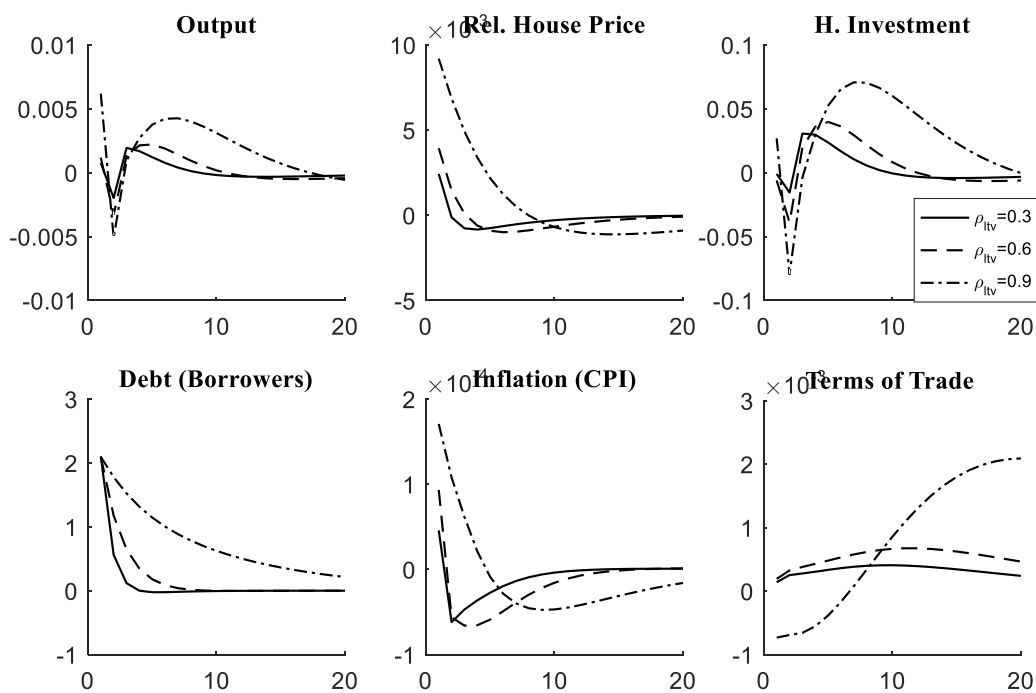 Output
0.01
0.005
0
-0.005
-0.01
0 10 20
×10⁻³
Rel. House Price
10
5
0
-5
0 10 20
H. Investment
0.1
0.05
0
-0.05
-0.1
0 10 20
ρltv=0.3
ρltv=0.6
ρltv=0.9
Debt (Borrowers)
3
2
1
0
-1
0 10 20
×10⁻⁴
Inflation (CPI)
2
1
0
-1
0 10 20
×10⁻³
Terms of Trade
3
2
1
0
-1
0 10 20